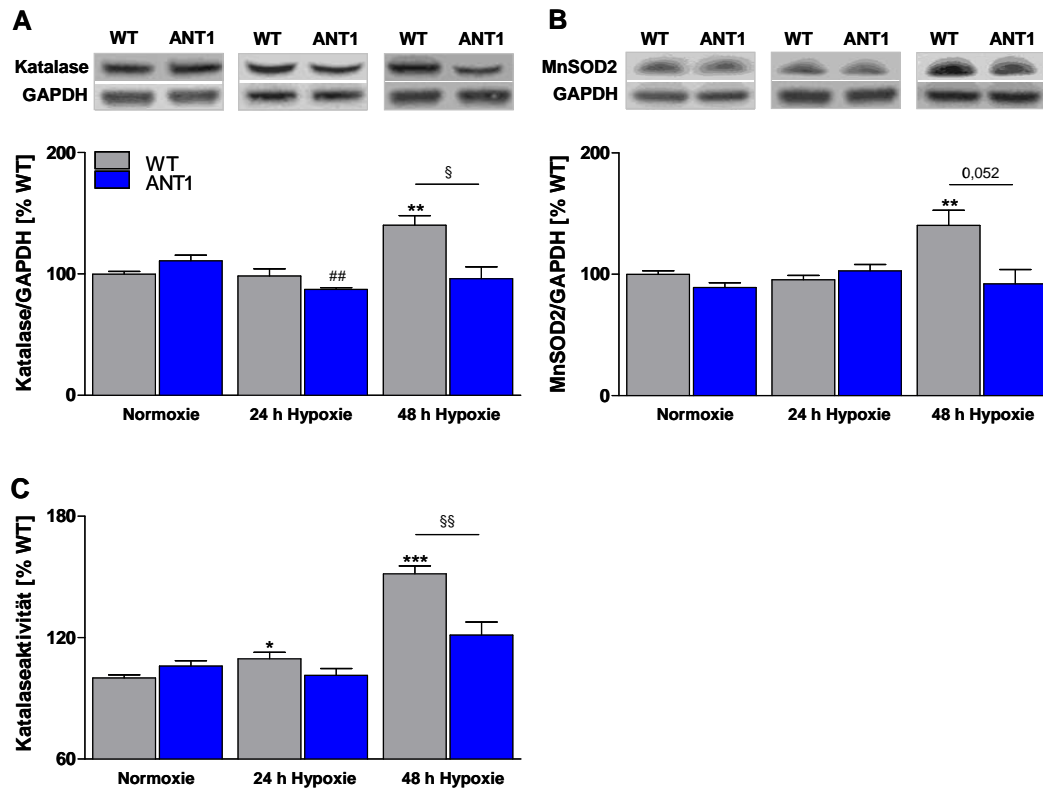 A
WT ANT1 WT ANT1 WT ANT1
Katalase
GAPDH
Katalase/GAPDH [% WT]
200
100
0
WT
ANT1
##
**
§
Normoxie 24 h Hypoxie 48 h Hypoxie
B
WT ANT1 WT ANT1 WT ANT1
MnSOD2
GAPDH
MnSOD2/GAPDH [% WT]
200
100
0
**
0,052
Normoxie 24 h Hypoxie 48 h Hypoxie
C
Katalaseaktivität [% WT]
180
120
60
*
***
§§
Normoxie 24 h Hypoxie 48 h Hypoxie